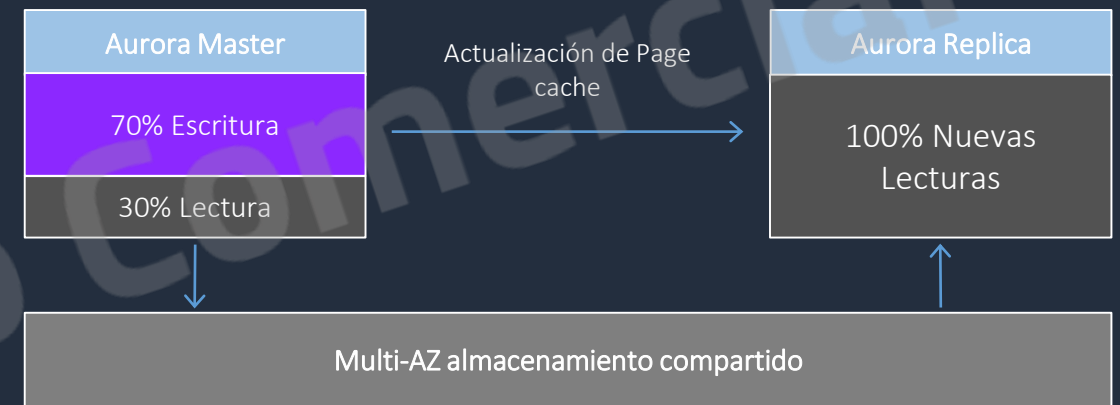 Aurora Master
Actualización de Page
cache
Aurora Replica
70% Escritura
100% Nuevas
Lecturas
30% Lectura
Multi-AZ almacenamiento compartido
o Comercial